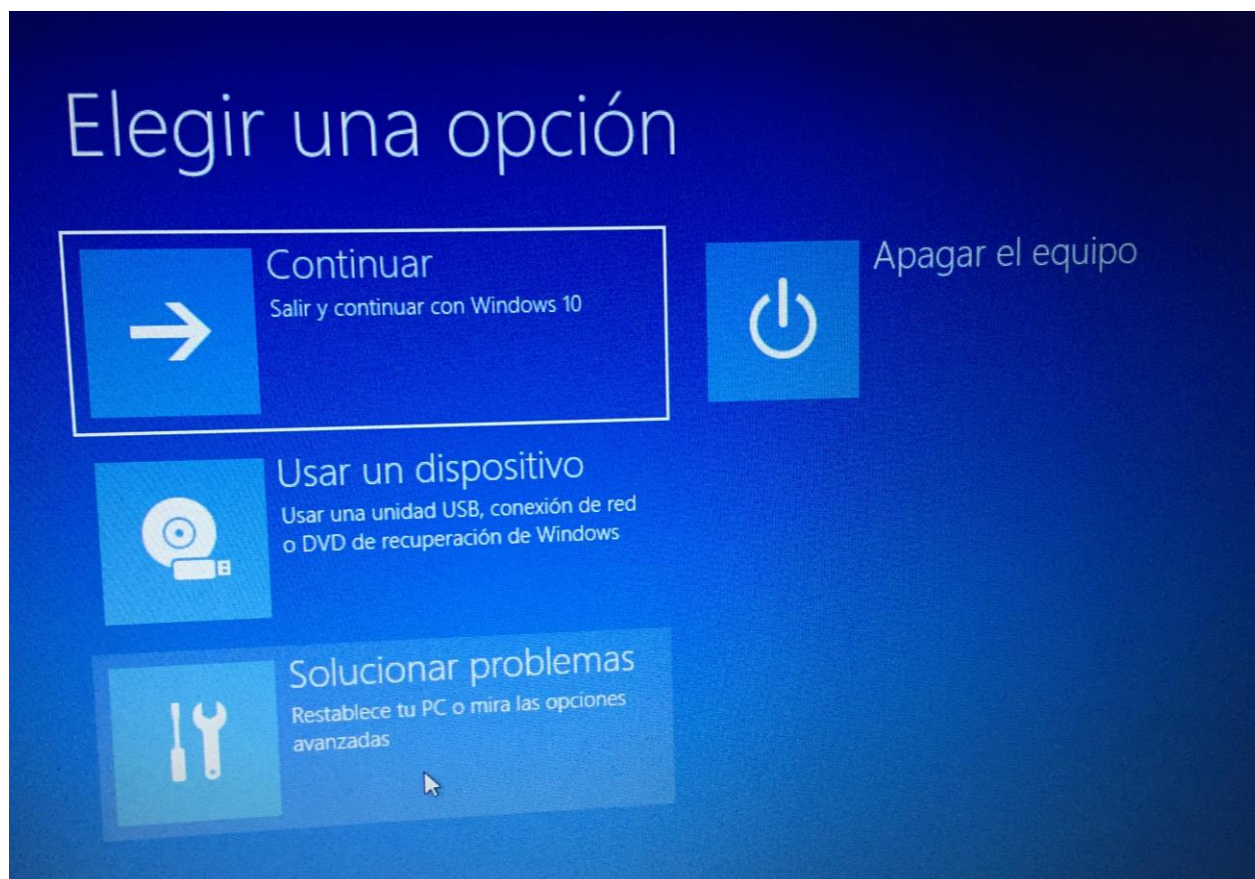 Elegir una opción
Continuar
Salir y continuar con Windows 10
Usar un dispositivo
Usar una unidad USB, conexión de red
o DVD de recuperación de Windows
Solucionar problemas
Restablece tu PC o mira las opciones
avanzadas
Apagar el equipo